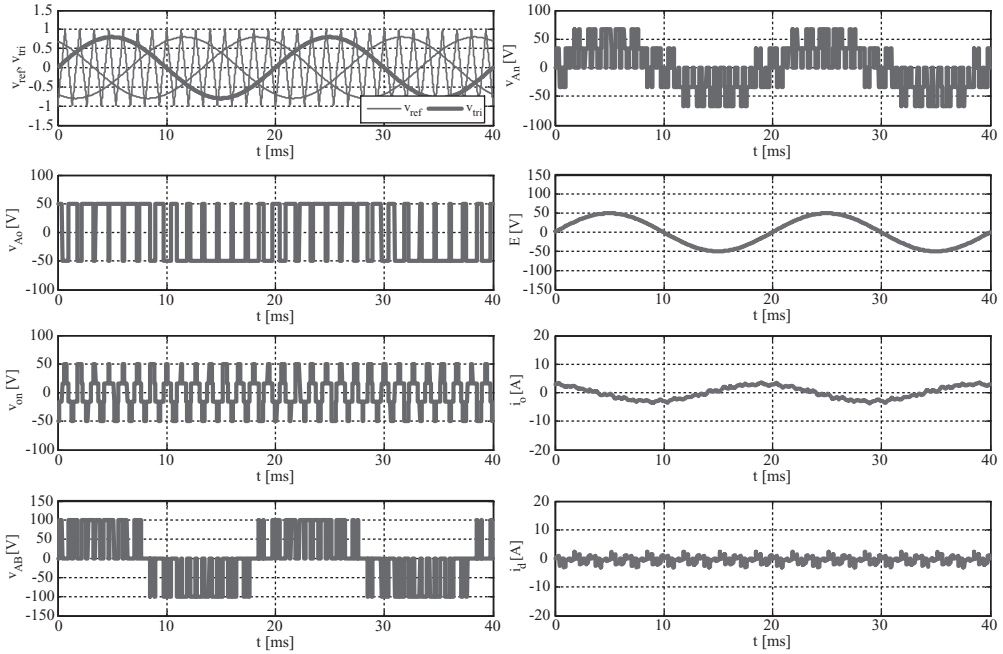 1.5
1
0.5
0
-0.5
-1
-1.5
v_ref, v_tri
v_ref v_tri
0 10 20 30 40
t [ms]
100
50
0
-50
-100
v_Ao [V]
0 10 20 30 40
t [ms]
100
50
0
-50
-100
v_on [V]
0 10 20 30 40
t [ms]
150
100
50
0
-50
-100
-150
v_AB [V]
0 10 20 30 40
t [ms]
100
50
0
-50
-100
v_An [V]
0 10 20 30 40
t [ms]
150
100
50
0
-50
-100
-150
E [V]
0 10 20 30 40
t [ms]
20
10
0
-10
-20
i_o [A]
0 10 20 30 40
t [ms]
20
10
0
-10
-20
i_d [A]
0 10 20 30 40
t [ms]